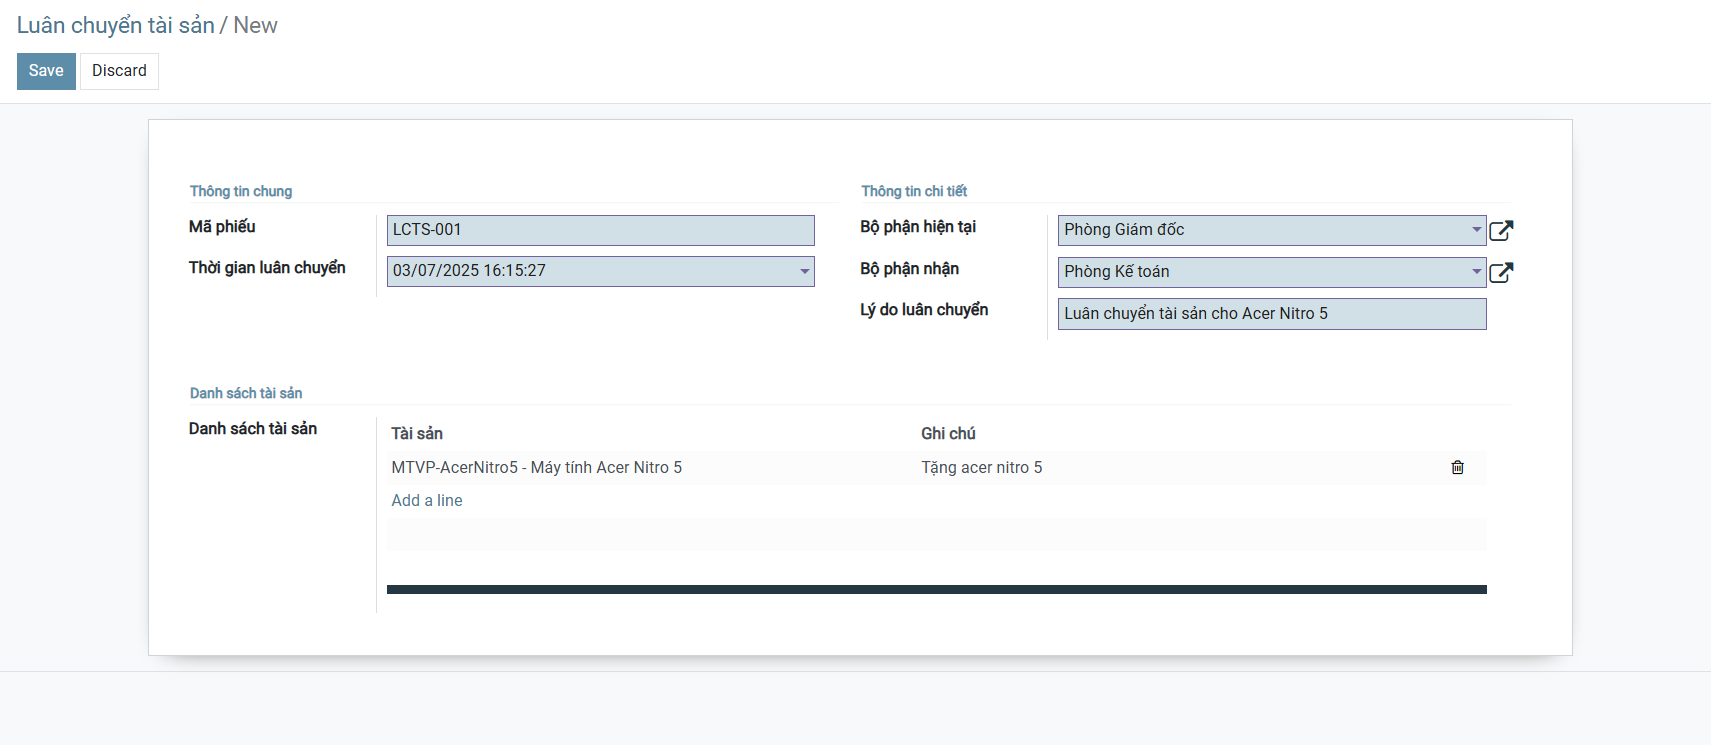 Luân chuyển tài sản / New
Save Discard
Thông tin chung
Mã phiếu LCTS-001
Thời gian luân chuyển 03/07/2025 16:15:27
Thông tin chi tiết
Bộ phận hiện tại Phòng Giám đốc
Bộ phận nhận Phòng Kế toán
Lý do luân chuyển Luân chuyển tài sản cho Acer Nitro 5
Danh sách tài sản
Danh sách tài sản
Tài sản Ghi chú
MTVP-AcerNitro5 - Máy tính Acer Nitro 5 Tặng acer nitro 5
Add a line